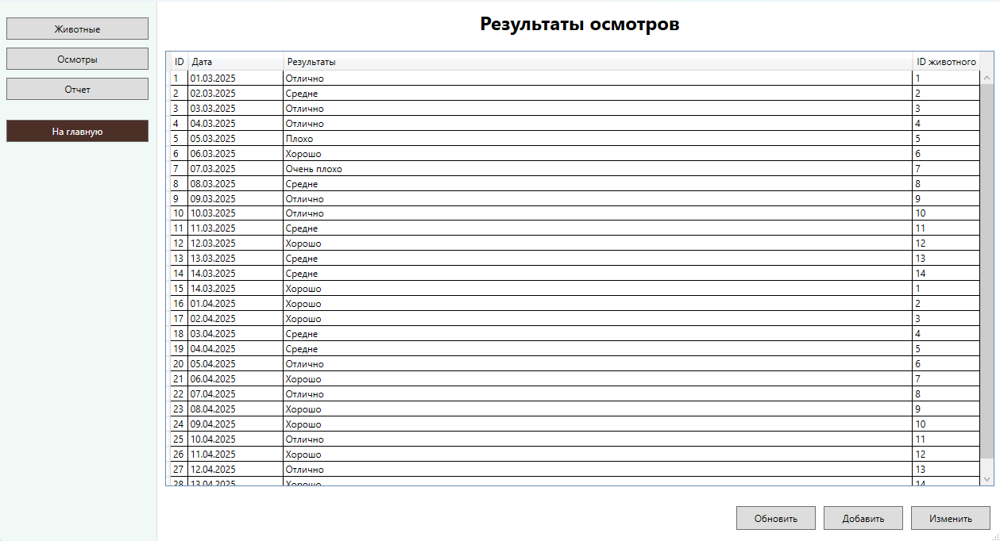 Животные
Осмотры
Отчет
На главную
Результаты осмотров
ID Дата Результаты ID животного
1 01.03.2025 Отлично 1
2 02.03.2025 Средне 2
3 03.03.2025 Отлично 3
4 04.03.2025 Отлично 4
5 05.03.2025 Плохо 5
6 06.03.2025 Хорошо 6
7 07.03.2025 Очень плохо 7
8 08.03.2025 Средне 8
9 09.03.2025 Отлично 9
10 10.03.2025 Отлично 10
11 11.03.2025 Средне 11
12 12.03.2025 Хорошо 12
13 13.03.2025 Средне 13
14 14.03.2025 Средне 14
15 14.03.2025 Хорошо 1
16 01.04.2025 Хорошо 2
17 02.04.2025 Хорошо 3
18 03.04.2025 Средне 4
19 04.04.2025 Средне 5
20 05.04.2025 Отлично 6
21 06.04.2025 Хорошо 7
22 07.04.2025 Отлично 8
23 08.04.2025 Хорошо 9
24 09.04.2025 Хорошо 10
25 10.04.2025 Отлично 11
26 11.04.2025 Хорошо 12
27 12.04.2025 Отлично 13
28 13.04.2025 Хорошо 14
Обновить Добавить Изменить